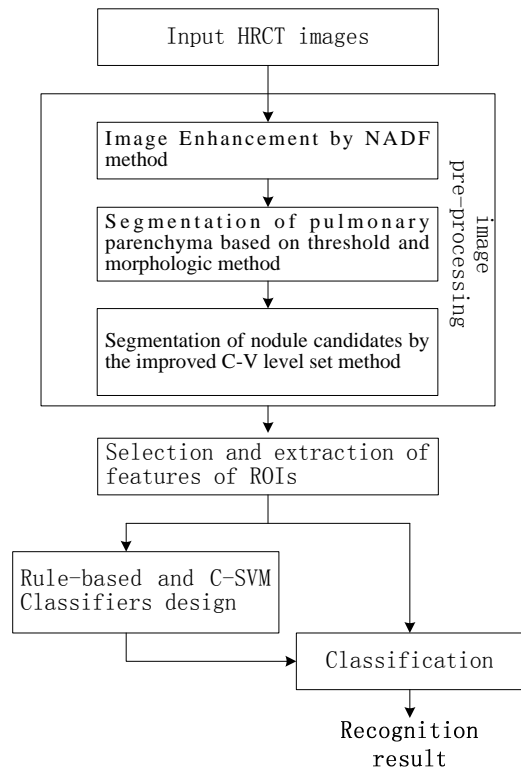 Input HRCT images
Image Enhancement by NADF
method
Segmentation of pulmonary
parenchyma based on threshold and
morphologic method
Segmentation of nodule candidates by
the improved C-V level set method
image
pre-processing
Selection and extraction of
features of ROIs
Rule-based and C-SVM
Classifiers design
Classification
Recognition
result